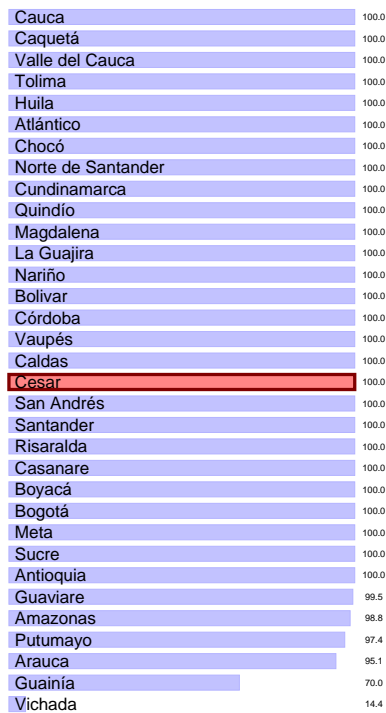 Cauca 100.0
Caquetá 100.0
Valle del Cauca 100.0
Tolima 100.0
Huila 100.0
Atlántico 100.0
Chocó 100.0
Norte de Santander 100.0
Cundinamarca 100.0
Quindío 100.0
Magdalena 100.0
La Guajira 100.0
Nariño 100.0
Bolivar 100.0
Córdoba 100.0
Vaupés 100.0
Caldas 100.0
Cesar 100.0
San Andrés 100.0
Santander 100.0
Risaralda 100.0
Casanare 100.0
Boyacá 100.0
Bogotá 100.0
Meta 100.0
Sucre 100.0
Antioquia 100.0
Guaviare 99.5
Amazonas 98.8
Putumayo 97.4
Arauca 95.1
Guainía 70.0
Vichada 14.4